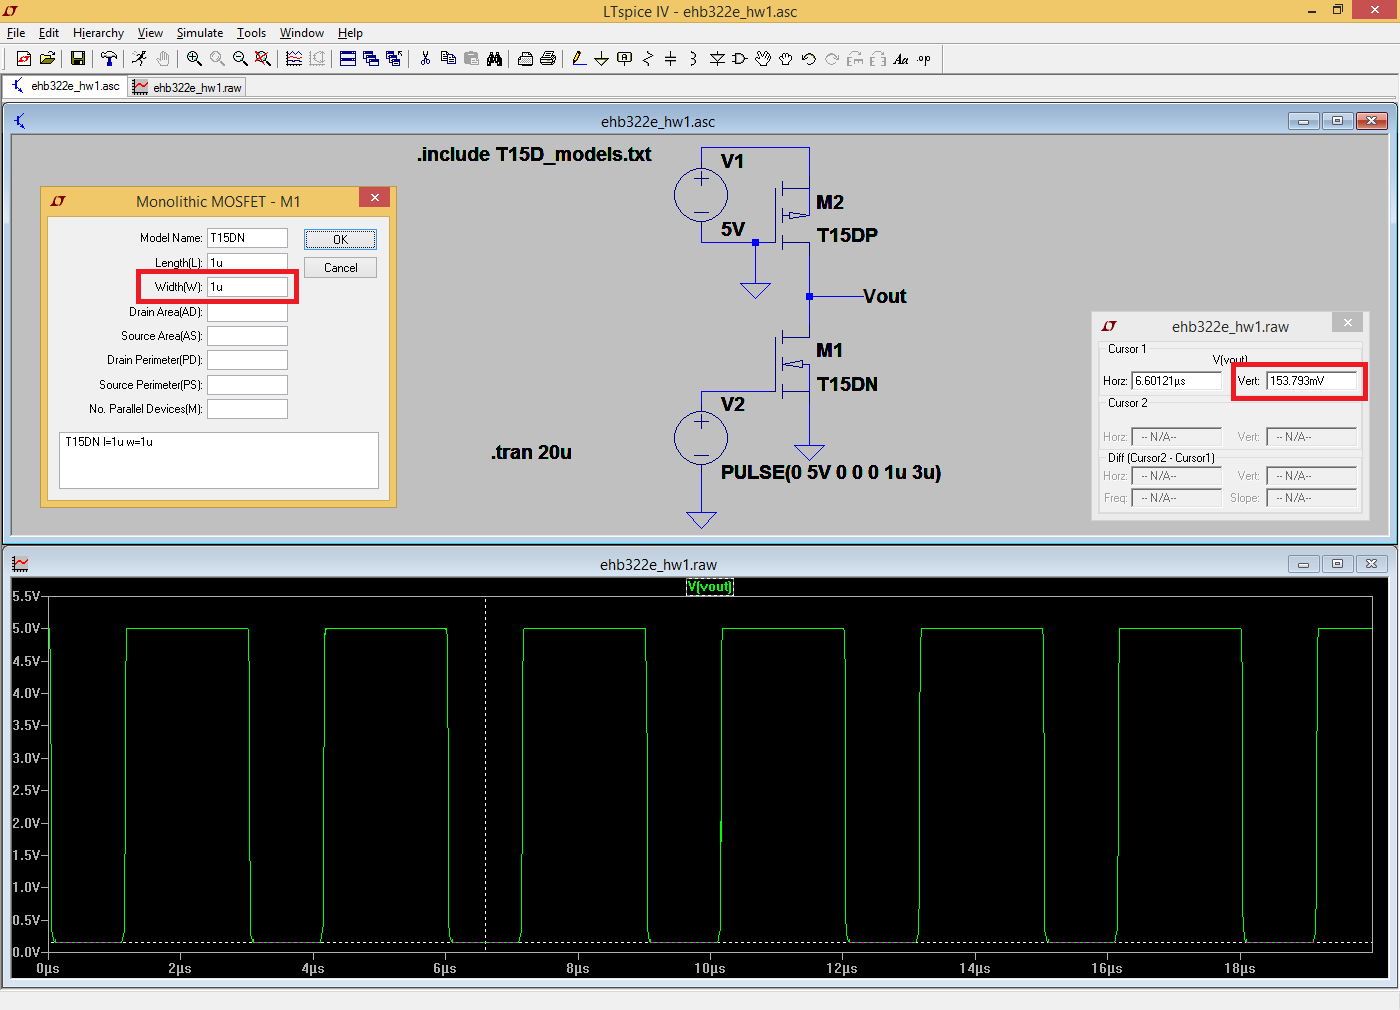 LTspice IV - ehb322e_hw1.asc
File Edit Hierarchy View Simulate Tools Window Help
Aa .op
ehb322e_hw1.asc ehb322e_hw1.raw
ehb322e_hw1.asc
.include T15D_models.txt
Monolithic MOSFET - M1
Model Name: T15DN
OK
Length(L): 1u
Cancel
Width(W): 1u
Drain Area(AD):
Source Area(AS):
Drain Perimeter(PD):
Source Perimeter(PS):
No. Parallel Devices(M):
T15DN l=1u w=1u
V1
5V
M2
T15DP
Vout
M1
T15DN
V2
.tran 20u
PULSE(0 5V 0 0 0 1u 3u)
ehb322e_hw1.raw
Cursor 1
V(vout)
Horz: 6.60121µs Vert: 153.793mV
Cursor 2
Horz: -- N/A-- Vert: -- N/A--
Diff (Cursor2 - Cursor1)
Horz: -- N/A-- Vert: -- N/A--
Freq: -- N/A-- Slope: -- N/A--
ehb322e_hw1.raw
V(vout)
5.5V
5.0V
4.5V
4.0V
3.5V
3.0V
2.5V
2.0V
1.5V
1.0V
0.5V
0.0V
0µs 2µs 4µs 6µs 8µs 10µs 12µs 14µs 16µs 18µs